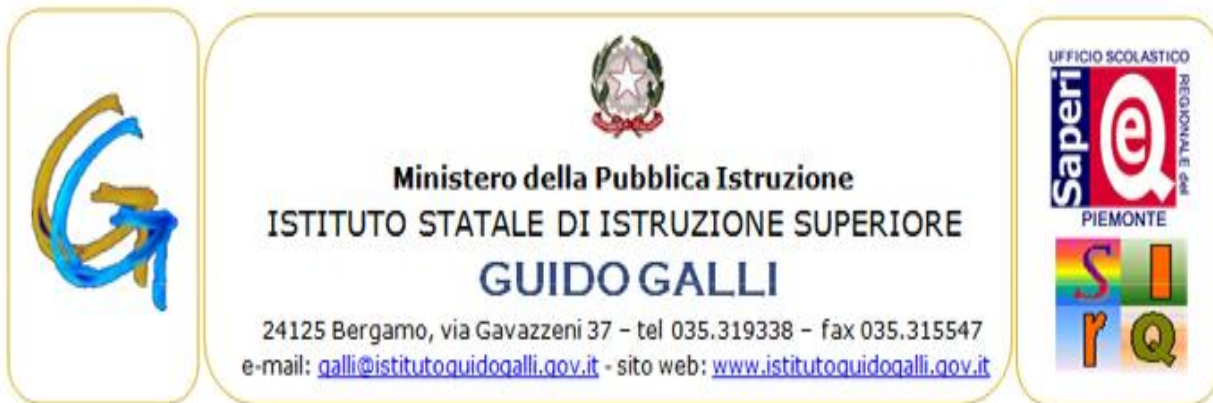 Ministero della Pubblica Istruzione
ISTITUTO STATALE DI ISTRUZIONE SUPERIORE
GUIDO GALLI
24125 Bergamo, via Gavazzeni 37 – tel 035.319338 – fax 035.315547
e-mail: galli@istitutoguidogalli.gov.it - sito web: www.istitutoguidogalli.gov.it
UFFICIO SCOLASTICO
REGIONALE del
Saperi
e
PIEMONTE
S I
r Q